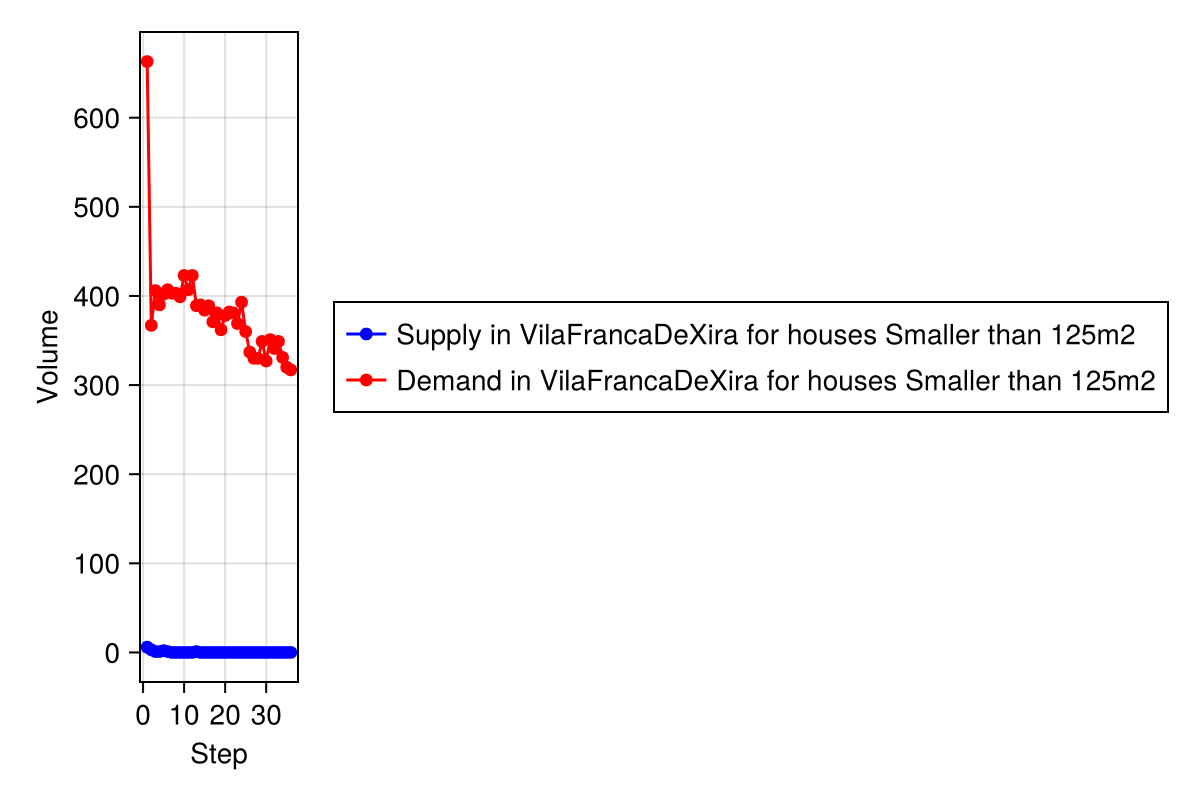 600
500
400
300
200
100
0
Volume
0 10 20 30
Step
Supply in VilaFrancaDeXira for houses Smaller than 125m2
Demand in VilaFrancaDeXira for houses Smaller than 125m2